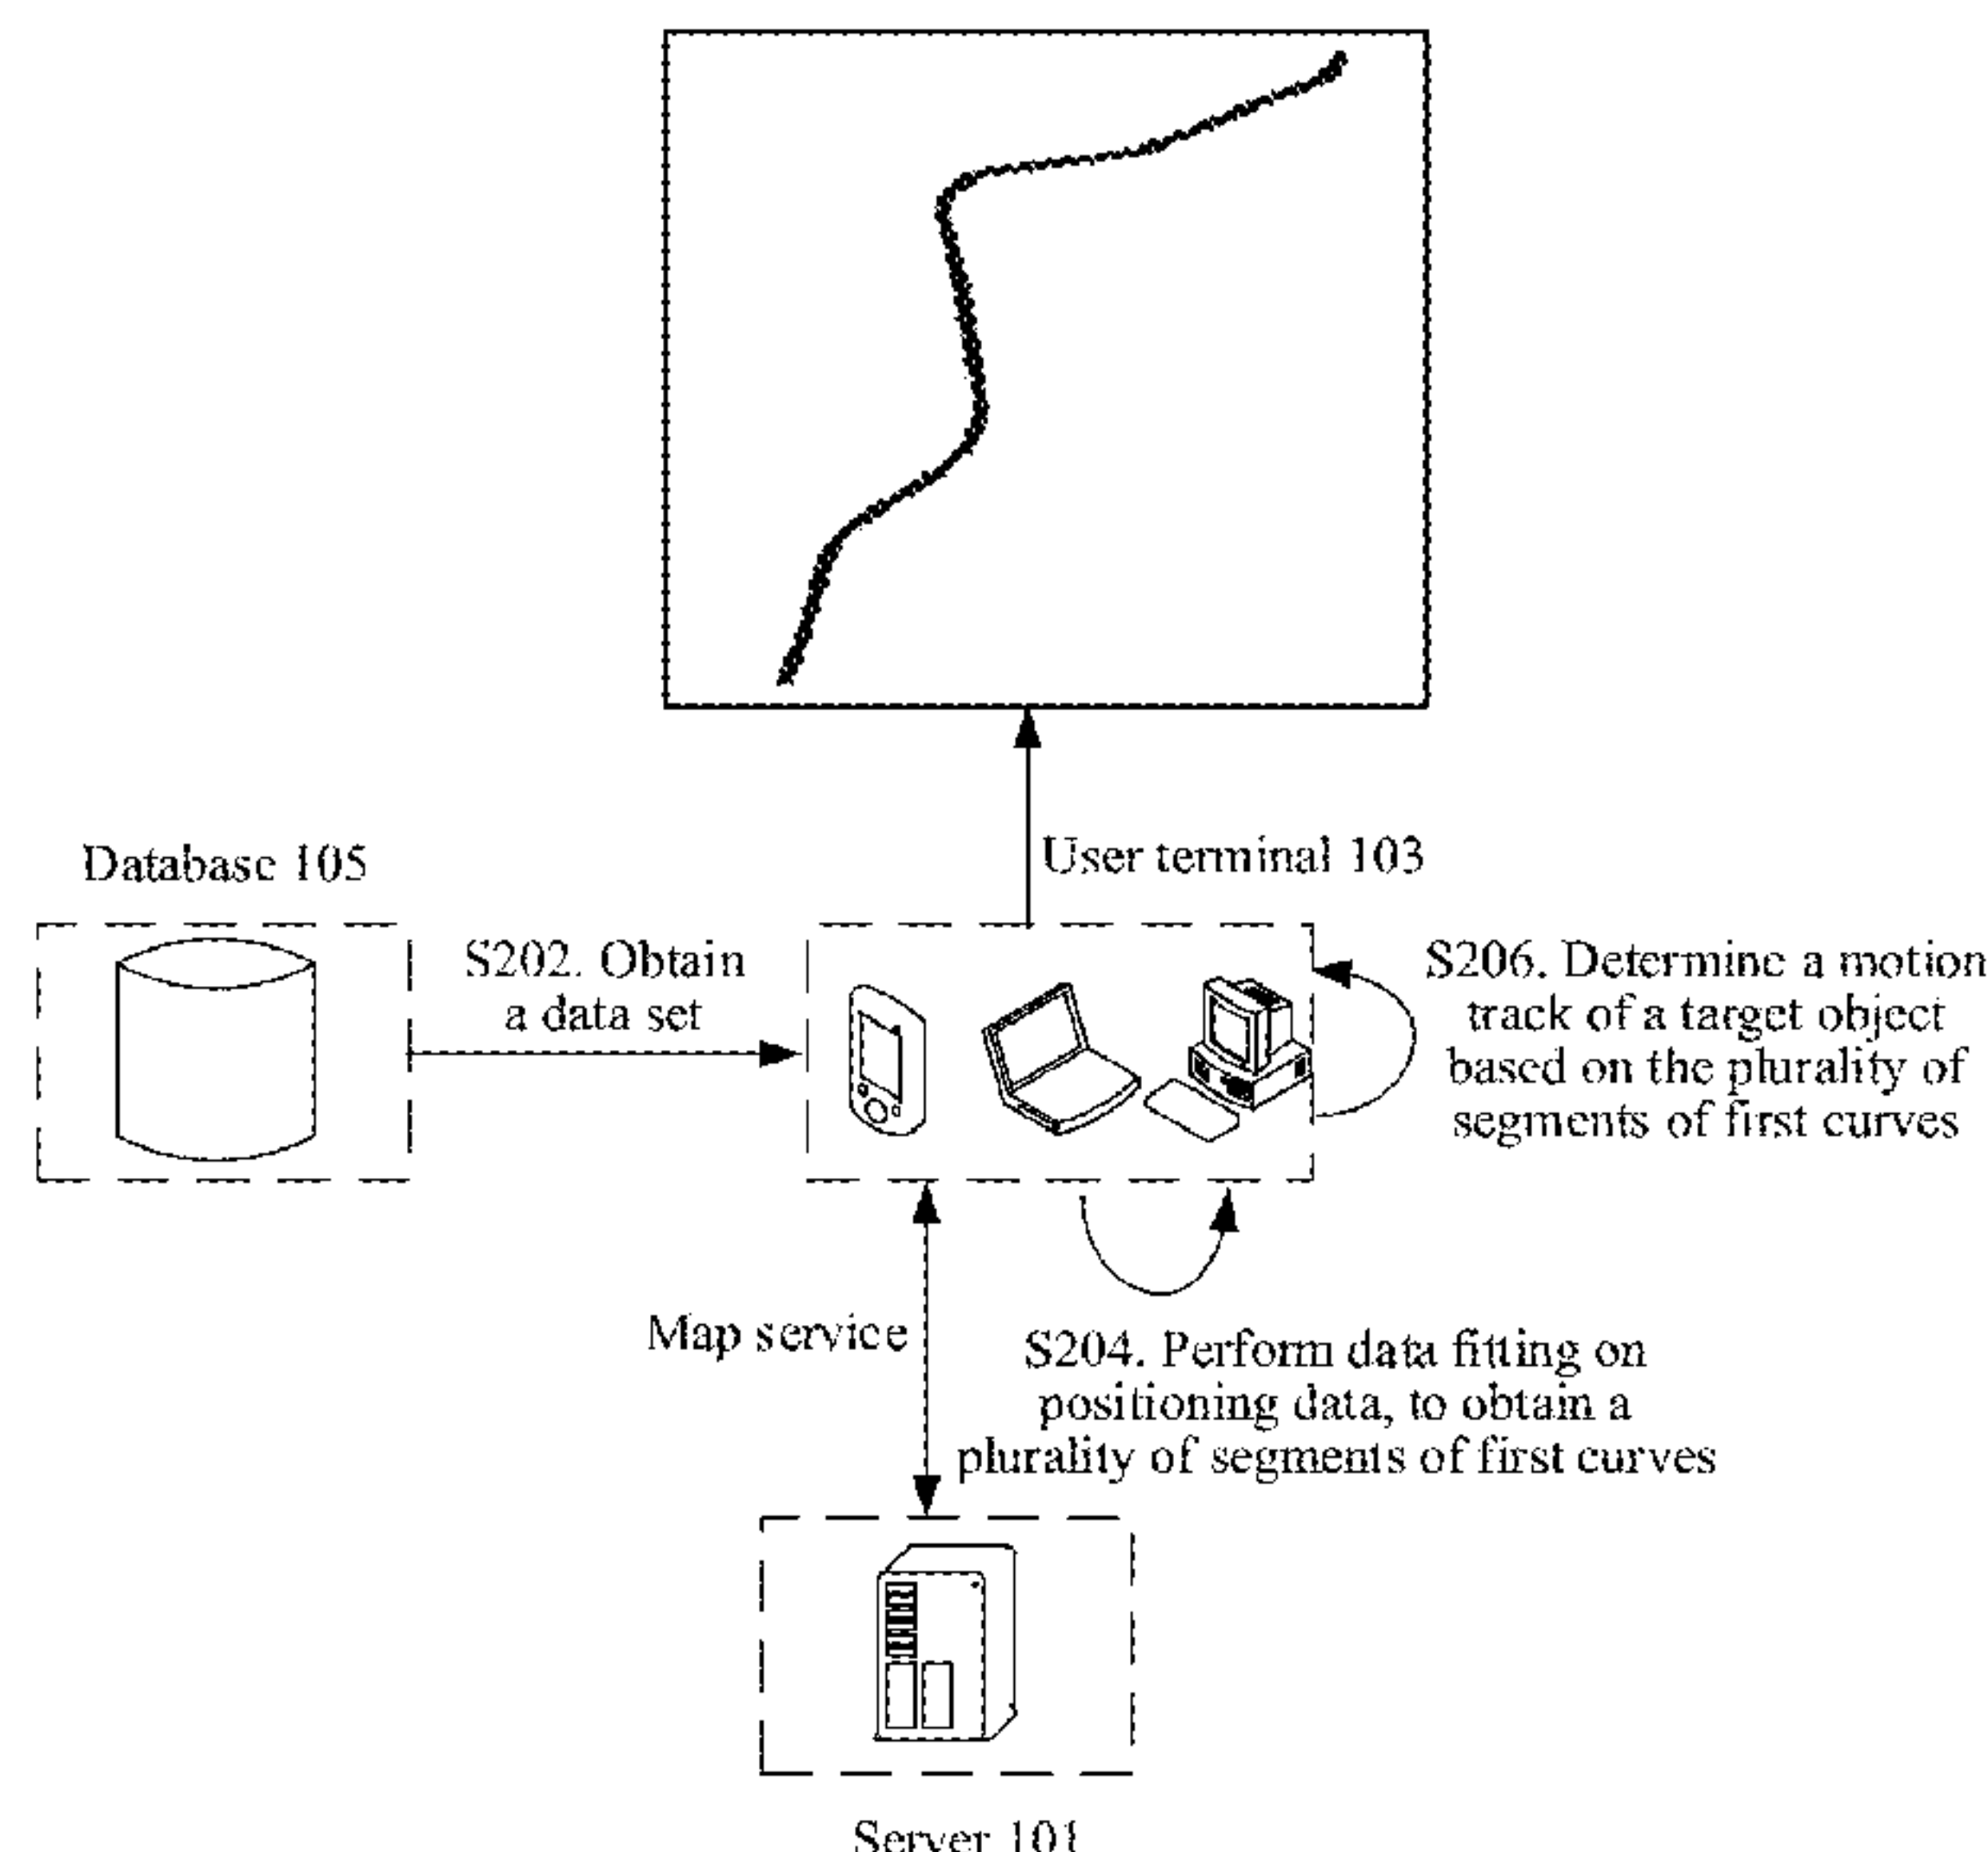 Database 105
User terminal 103
S202. Obtain
a data set
S206. Determine a motion
track of a target object
based on the plurality of
segments of first curves
Map service
S204. Perform data fitting on
positioning data, to obtain a
plurality of segments of first curves
Server 101